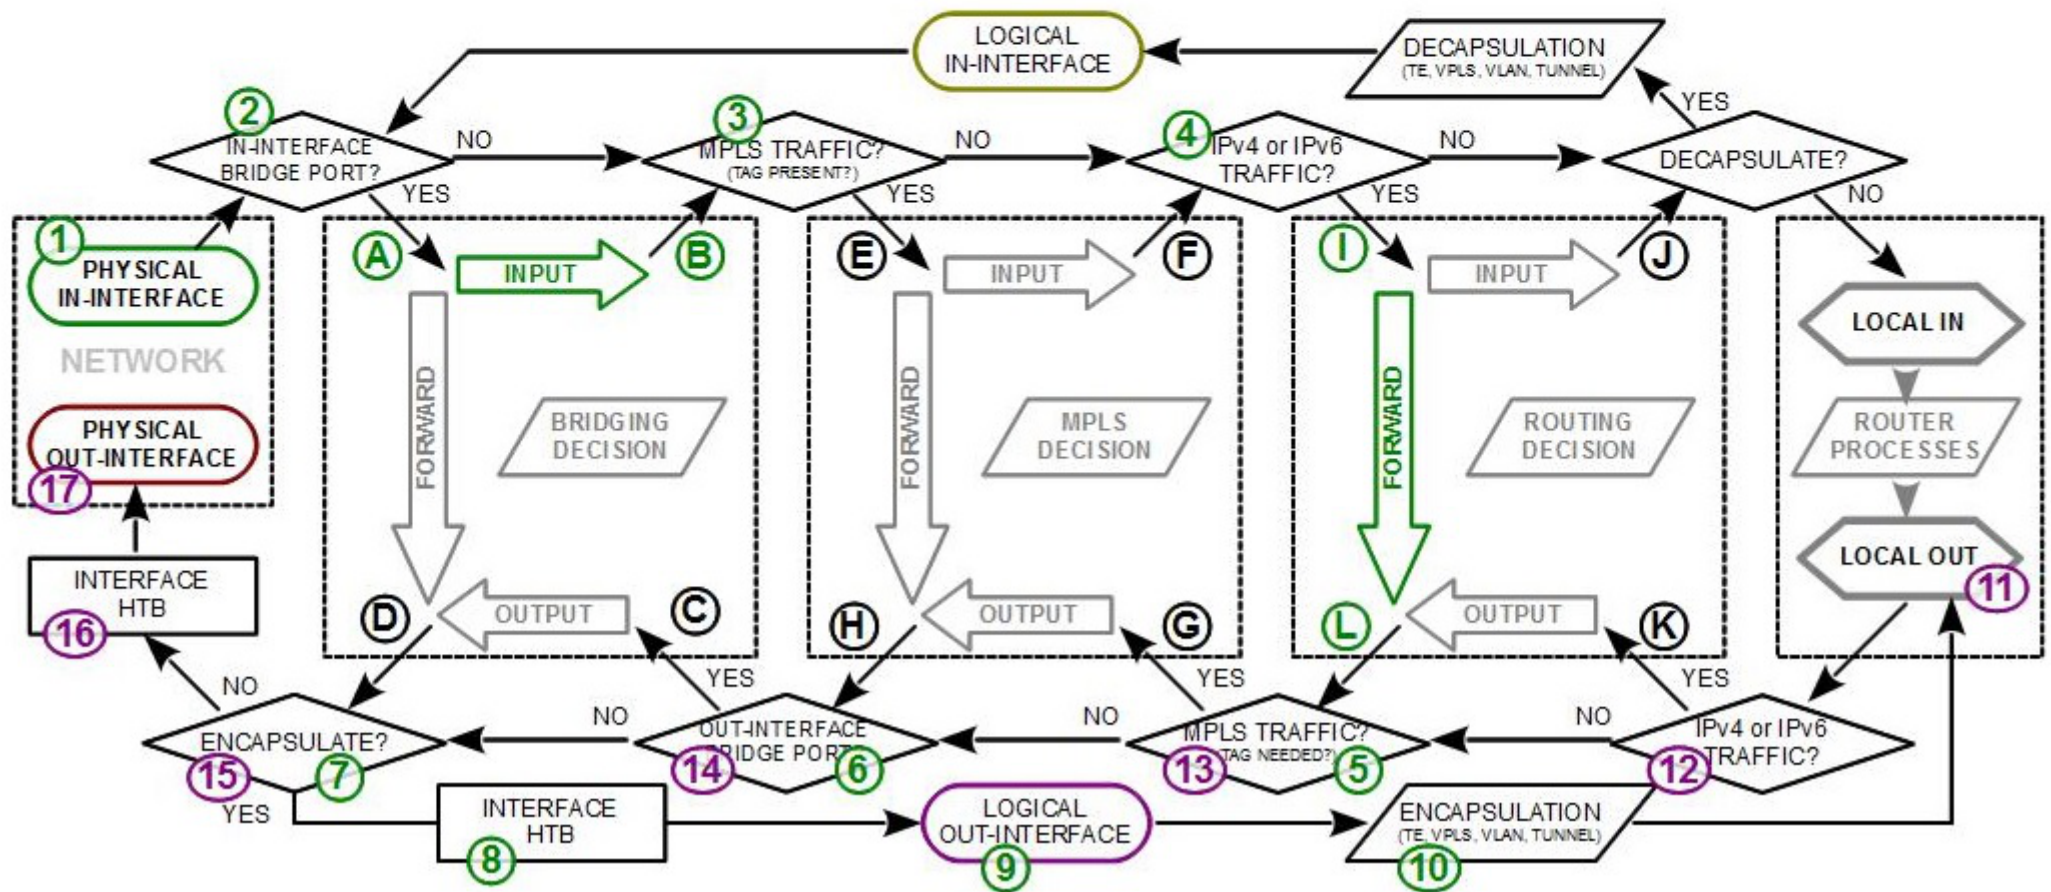 LOGICAL
IN-INTERFACE
DECAPSULATION
(TE, VPLS, VLAN, TUNNEL)
2
IN-INTERFACE
BRIDGE PORT?
NO
YES
3
MPLS TRAFFIC?
(TAG PRESENT?)
NO
YES
4
IPv4 or IPv6
TRAFFIC?
NO
YES
DECAPSULATE?
YES
NO
1
PHYSICAL
IN-INTERFACE
NETWORK
PHYSICAL
OUT-INTERFACE
17
A
INPUT
B
FORWARD
BRIDGING
DECISION
D
OUTPUT
C
E
INPUT
F
FORWARD
MPLS
DECISION
H
OUTPUT
G
I
INPUT
J
FORWARD
ROUTING
DECISION
L
OUTPUT
K
LOCAL IN
ROUTER
PROCESSES
LOCAL OUT
11
INTERFACE
HTB
16
NO
ENCAPSULATE?
15
7
YES
NO
YES
OUT-INTERFACE
BRIDGE PORT?
14
6
NO
YES
MPLS TRAFFIC?
(TAG NEEDED?)
13
5
NO
YES
IPv4 or IPv6
TRAFFIC?
12
INTERFACE
HTB
8
LOGICAL
OUT-INTERFACE
9
ENCAPSULATION
(TE, VPLS, VLAN, TUNNEL)
10